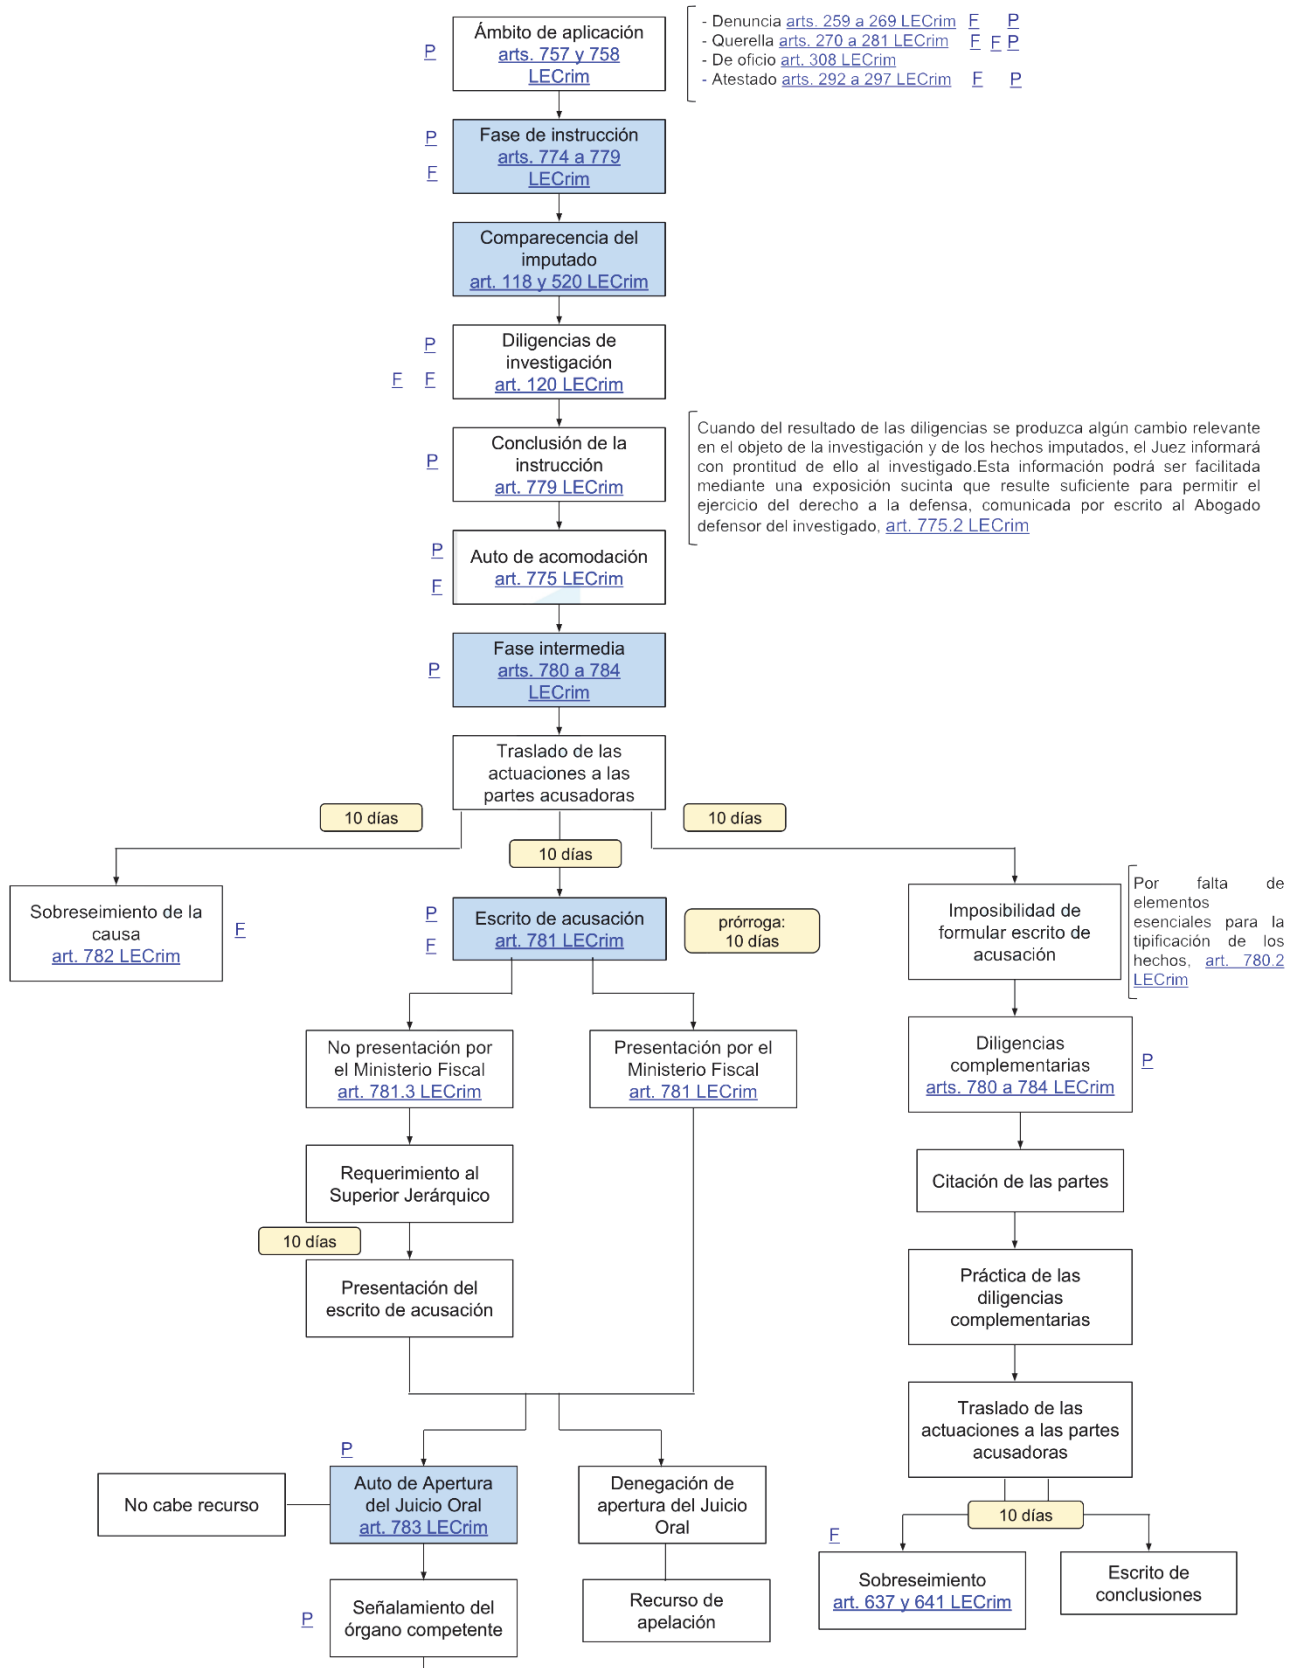 Ámbito de aplicación
arts. 757 y 758
LECrim
P
- Denuncia arts. 259 a 269 LECrim F P
- Querella arts. 270 a 281 LECrim F F P
- De oficio art. 308 LECrim
- Atestado arts. 292 a 297 LECrim F P
P
F
Fase de instrucción
arts. 774 a 779
LECrim
Comparecencia del
imputado
art. 118 y 520 LECrim
P
F F
Diligencias de
investigación
art. 120 LECrim
P
Conclusión de la
instrucción
art. 779 LECrim
Cuando del resultado de las diligencias se produzca algún cambio relevante
en el objeto de la investigación y de los hechos imputados, el Juez informará
con prontitud de ello al investigado.Esta información podrá ser facilitada
mediante una exposición sucinta que resulte suficiente para permitir el
ejercicio del derecho a la defensa, comunicada por escrito al Abogado
defensor del investigado, art. 775.2 LECrim
P
F
Auto de acomodación
art. 775 LECrim
P
Fase intermedia
arts. 780 a 784
LECrim
Traslado de las
actuaciones a las
partes acusadoras
10 días
10 días
10 días
Sobreseimiento de la
causa
art. 782 LECrim
F
P
F
Escrito de acusación
art. 781 LECrim
prórroga:
10 días
Imposibilidad de
formular escrito de
acusación
Por falta de
elementos
esenciales para la
tipificación de los
hechos, art. 780.2
LECrim
No presentación por
el Ministerio Fiscal
art. 781.3 LECrim
Presentación por el
Ministerio Fiscal
art. 781 LECrim
Diligencias
complementarias
arts. 780 a 784 LECrim
P
Requerimiento al
Superior Jerárquico
Citación de las partes
10 días
Presentación del
escrito de acusación
Práctica de las
diligencias
complementarias
Traslado de las
actuaciones a las partes
acusadoras
P
No cabe recurso
Auto de Apertura
del Juicio Oral
art. 783 LECrim
Denegación de
apertura del Juicio
Oral
10 días
F
Sobreseimiento
art. 637 y 641 LECrim
Escrito de
conclusiones
P
Señalamiento del
órgano competente
Recurso de
apelación